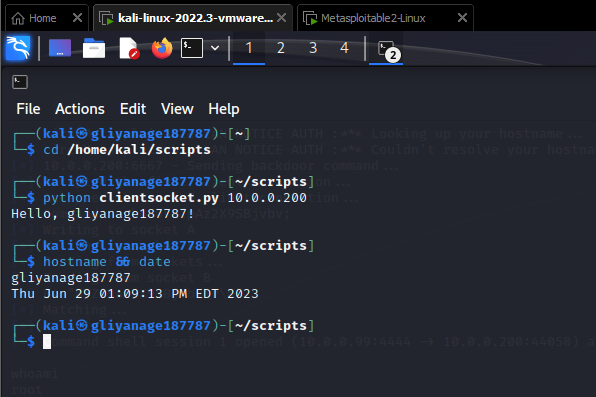 Home
kali-linux-2022.3-vmware...
Metasploitable2-Linux
1 2 3 4 2
File Actions Edit View Help
┌──(kali㉿gliyanage187787)-[~]
└─$ cd /home/kali/scripts
┌──(kali㉿gliyanage187787)-[~/scripts]
└─$ python clientsocket.py 10.0.0.200
Hello, gliyanage187787!
┌──(kali㉿gliyanage187787)-[~/scripts]
└─$ hostname && date
gliyanage187787
Thu Jun 29 01:09:13 PM EDT 2023
┌──(kali㉿gliyanage187787)-[~/scripts]
└─$
whoami
root